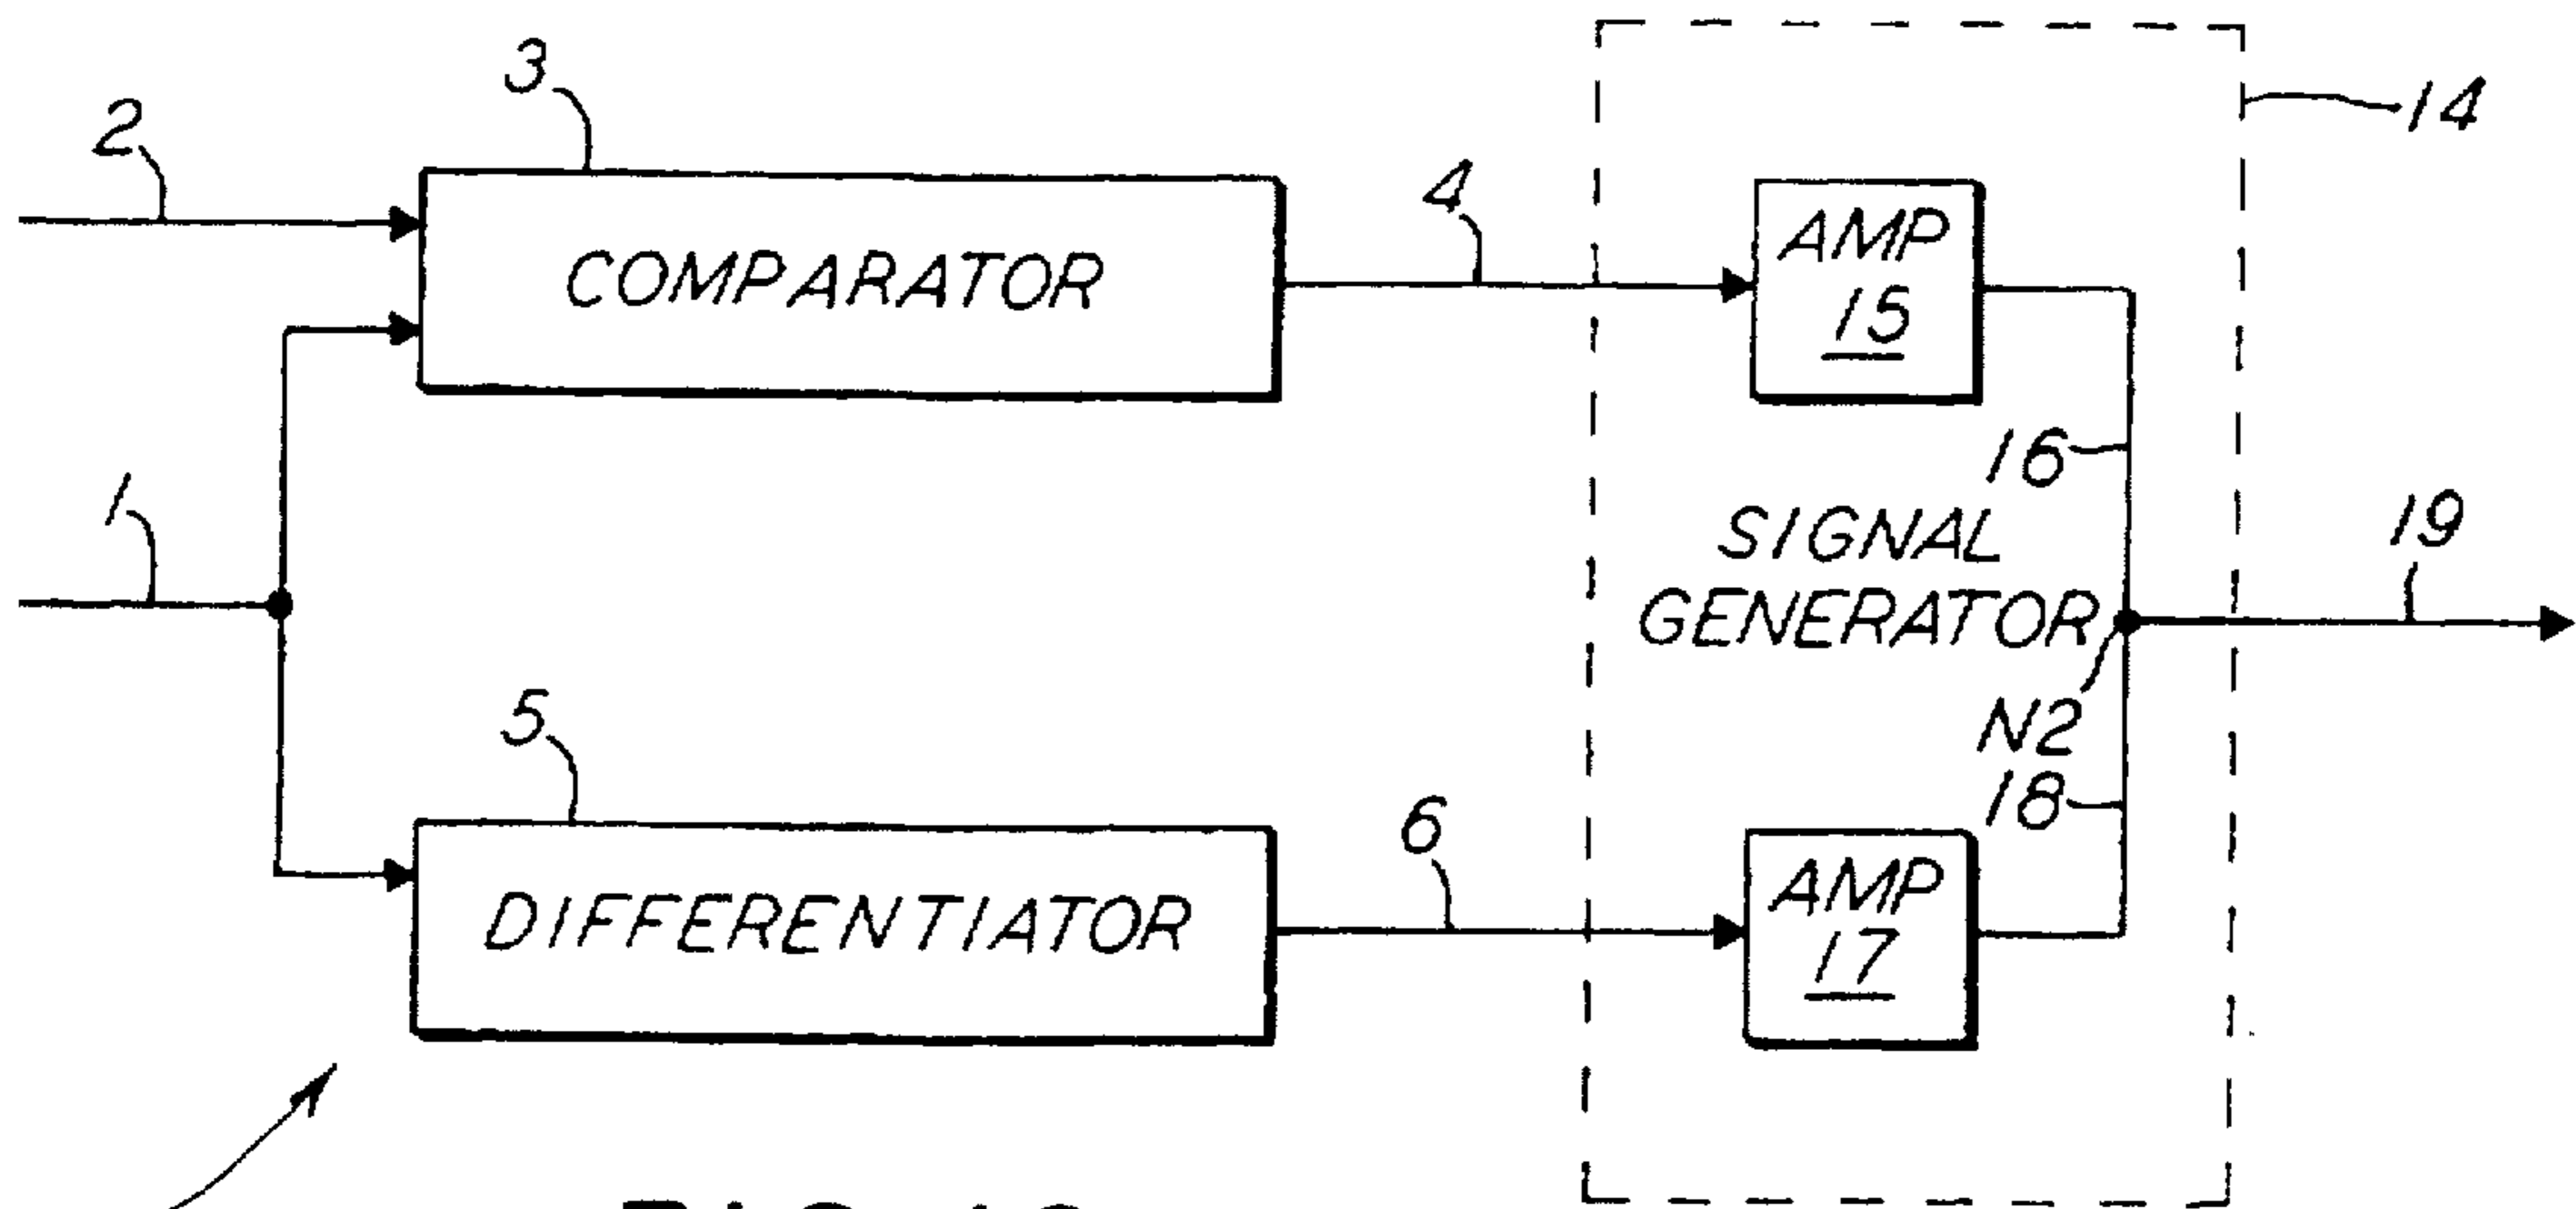 14
3
2
4
COMPARATOR
AMP
15
16
1
SIGNAL
GENERATOR
19
N2
5
18
6
AMP
17
DIFFERENTIATOR